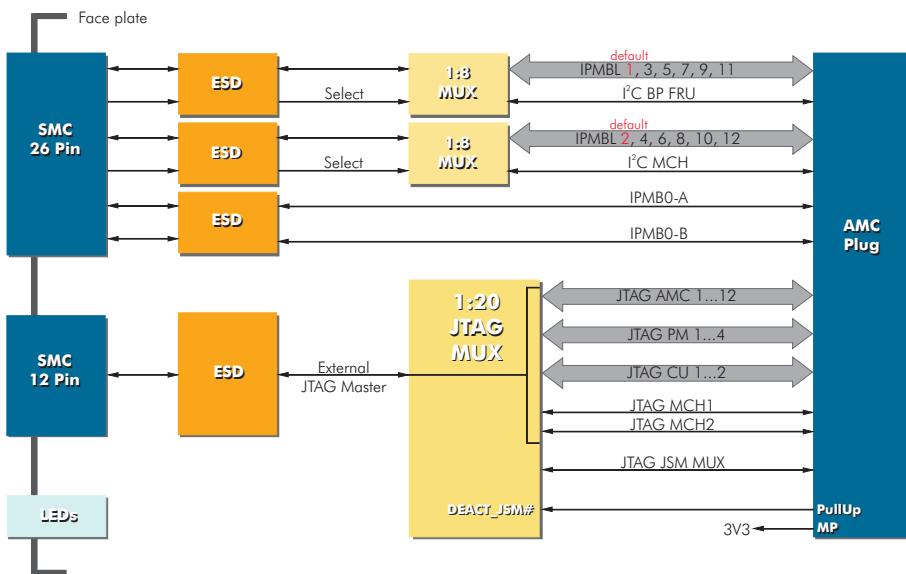 Face plate
SMC
26 Pin
ESD
Select
1:8
MUX
default
IPMBL 1, 3, 5, 7, 9, 11
I²C BP FRU
ESD
Select
1:8
MUX
default
IPMBL 2, 4, 6, 8, 10, 12
I²C MCH
ESD
IPMB0-A
IPMB0-B
AMC
Plug
SMC
12 Pin
ESD
External
JTAG Master
1:20
JTAG
MUX
JTAG AMC 1...12
JTAG PM 1...4
JTAG CU 1...2
JTAG MCH1
JTAG MCH2
JTAG JSM MUX
LEDs
DEACT_JSM#
PullUp
3V3
MP